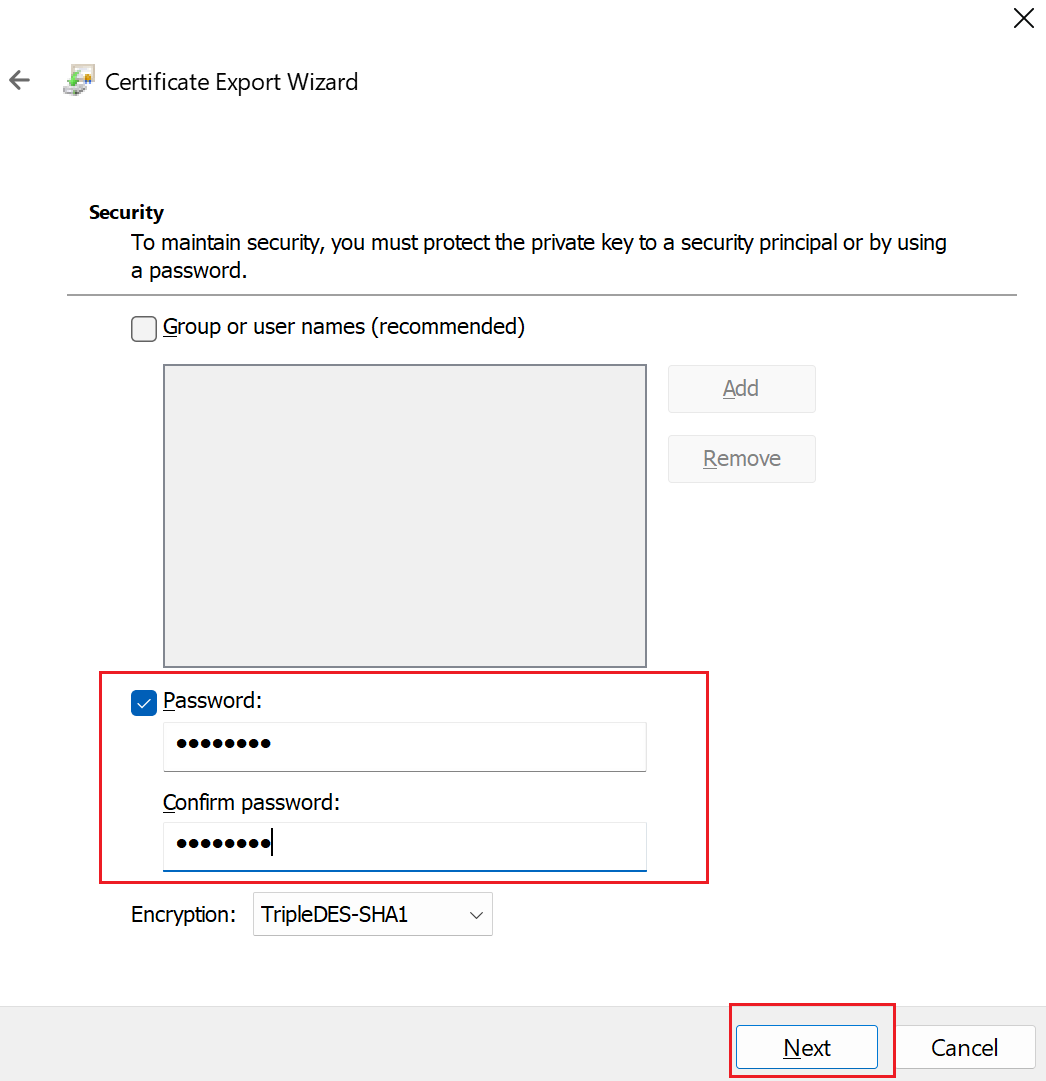 Certificate Export Wizard
Security
To maintain security, you must protect the private key to a security principal or by using
a password.
Group or user names (recommended)
Add
Remove
Password:
●●●●●●●●
Confirm password:
●●●●●●●●
Encryption: TripleDES-SHA1
Next Cancel